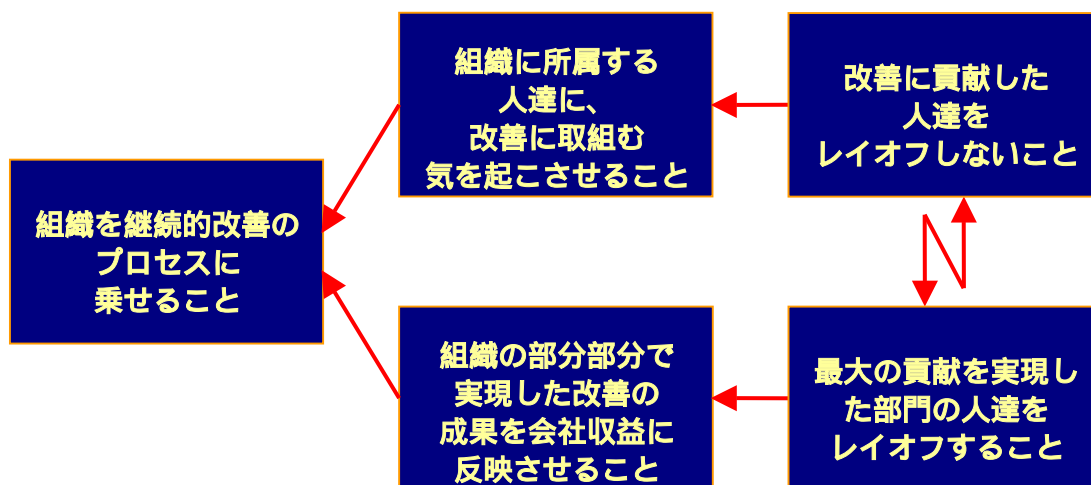 組織を継続的改善の
プロセスに
乗せること
組織に所属する
人達に、
改善に取組む
気を起こさせること
改善に貢献した
人達を
レイオフしないこと
組織の部分部分で
実現した改善の
成果を会社収益に
反映させること
最大の貢献を実現し
た部門の人達を
レイオフすること